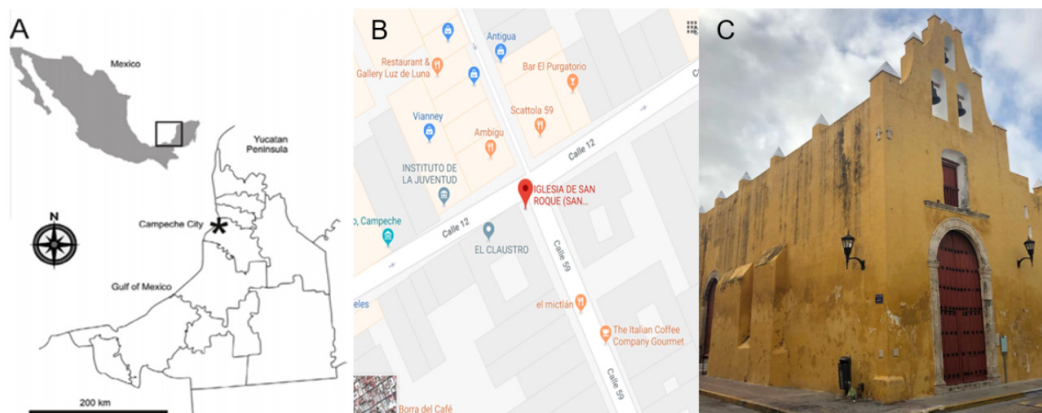 A
Mexico
Yucatan
Peninsula
Campeche City
N
Gulf of Mexico
200 km
B
Antigua
Restaurant &
Gallery Luz de Luna
Bar El Purgatorio
Vianney
Scattola 59
Ambigu
Calle 12
INSTITUTO DE
LA JUVENTUD
IGLESIA DE SAN
ROQUE (SAN...
o, Campeche
Calle 12
EL CLAUSTRO
Calle 59
eles
el mictlán
The Italian Coffee
Company Gourmet
Calle 59
Borra del Café
C